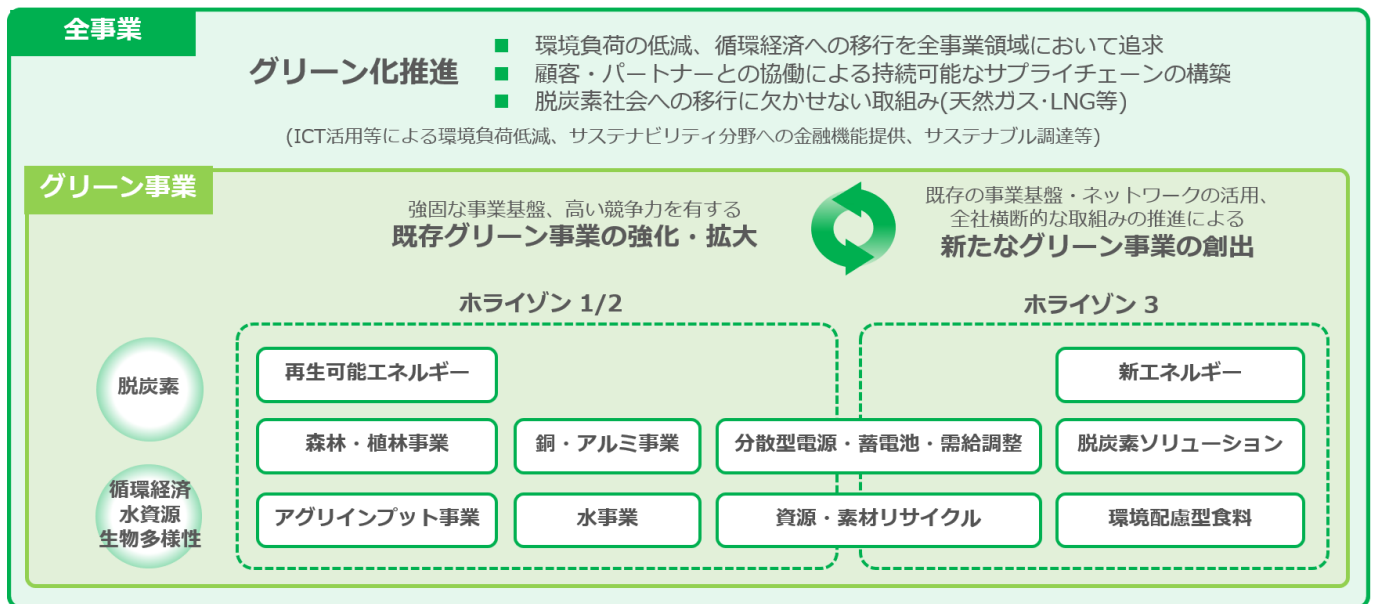 全事業
グリーン化推進
■ 環境負荷の低減、循環経済への移行を全事業領域において追求
■ 顧客・パートナーとの協働による持続可能なサプライチェーンの構築
■ 脱炭素社会への移行に欠かせない取組み(天然ガス･LNG等)
(ICT活用等による環境負荷低減、サステナビリティ分野への金融機能提供、サステナブル調達等)
グリーン事業
強固な事業基盤、高い競争力を有する
既存グリーン事業の強化・拡大
既存の事業基盤・ネットワークの活用、
全社横断的な取組みの推進による
新たなグリーン事業の創出
ホライゾン 1/2
ホライゾン 3
脱炭素
再生可能エネルギー
新エネルギー
森林・植林事業
銅・アルミ事業
分散型電源・蓄電池・需給調整
脱炭素ソリューション
循環経済
水資源
生物多様性
アグリインプット事業
水事業
資源・素材リサイクル
環境配慮型食料